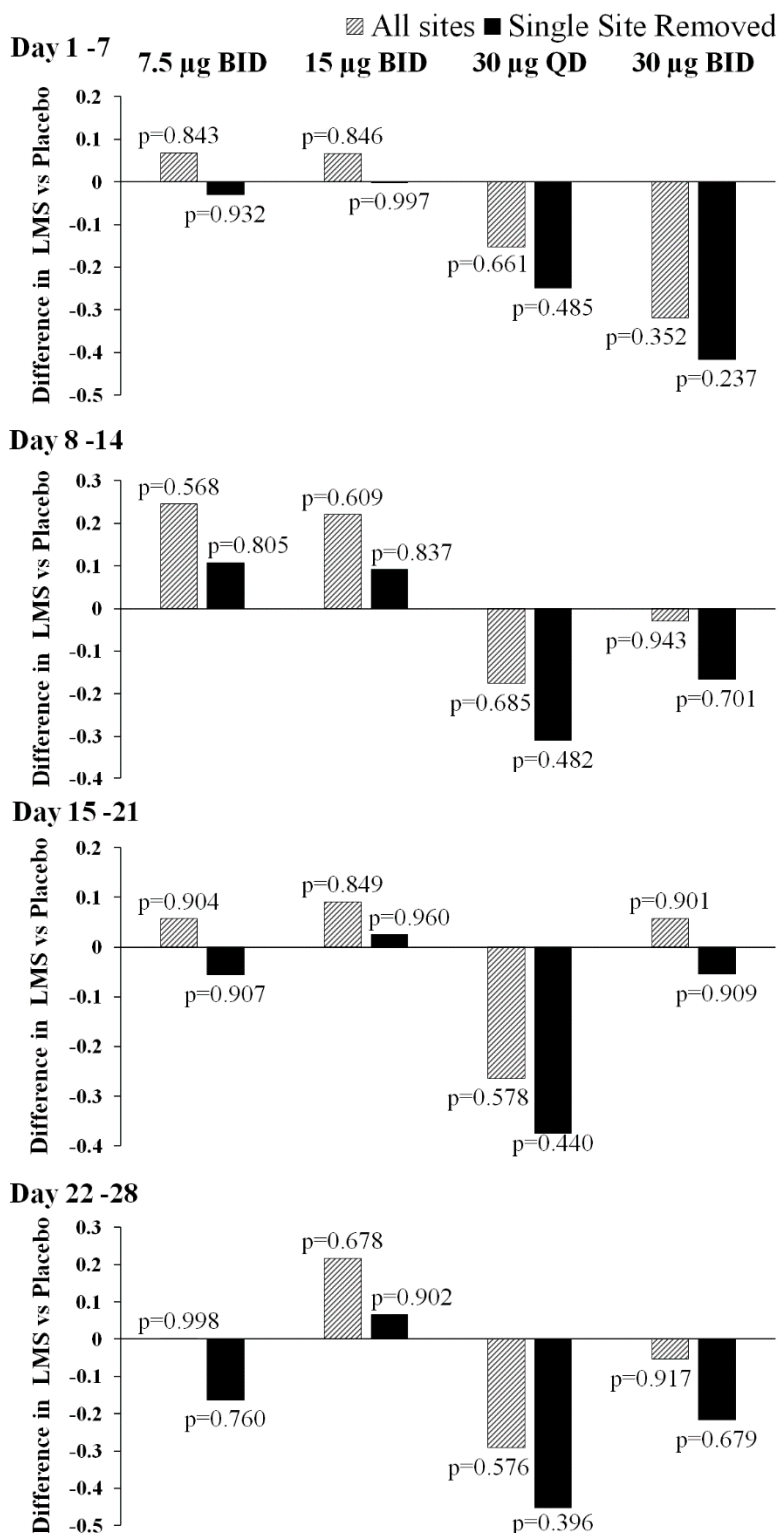 All sites Single Site Removed
Day 1 -7
7.5 µg BID 15 µg BID 30 µg QD 30 µg BID
Difference in LMS vs Placebo
0.2
0.1
0
-0.1
-0.2
-0.3
-0.4
-0.5
p=0.843
p=0.932
p=0.846
p=0.997
p=0.661
p=0.485
p=0.352
p=0.237
Day 8 -14
Difference in LMS vs Placebo
0.3
0.2
0.1
0
-0.1
-0.2
-0.3
-0.4
p=0.568
p=0.805
p=0.609
p=0.837
p=0.685
p=0.482
p=0.943
p=0.701
Day 15 -21
Difference in LMS vs Placebo
0.2
0.1
0
-0.1
-0.2
-0.3
-0.4
p=0.904
p=0.907
p=0.849
p=0.960
p=0.578
p=0.440
p=0.901
p=0.909
Day 22 -28
Difference in LMS vs Placebo
0.3
0.2
0.1
0
-0.1
-0.2
-0.3
-0.4
-0.5
p=0.998
p=0.760
p=0.678
p=0.902
p=0.576
p=0.396
p=0.917
p=0.679